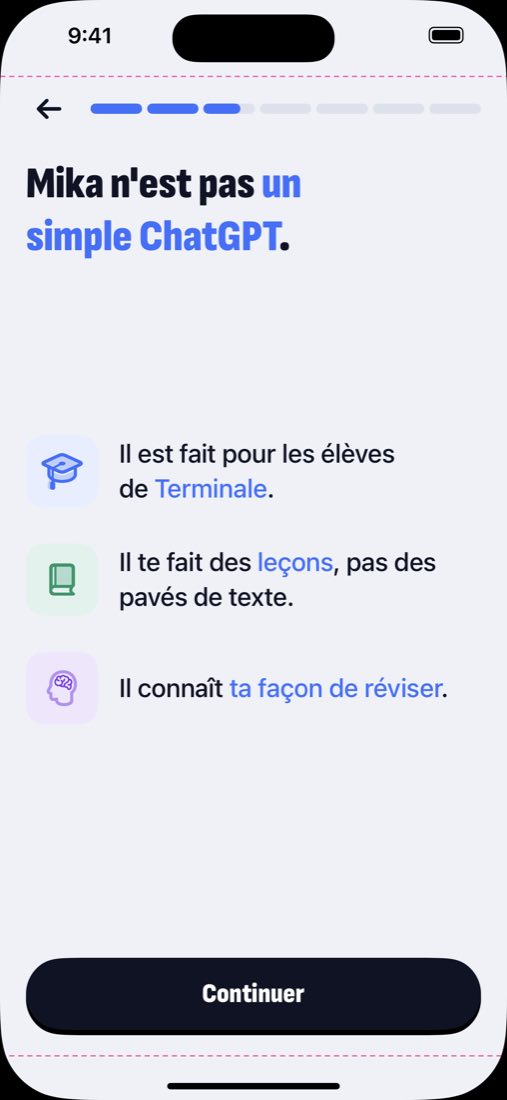 9:41
Mika n'est pas un
simple ChatGPT.
Il est fait pour les élèves
de Terminale.
Il te fait des leçons, pas des
pavés de texte.
Il connaît ta façon de réviser.
Continuer